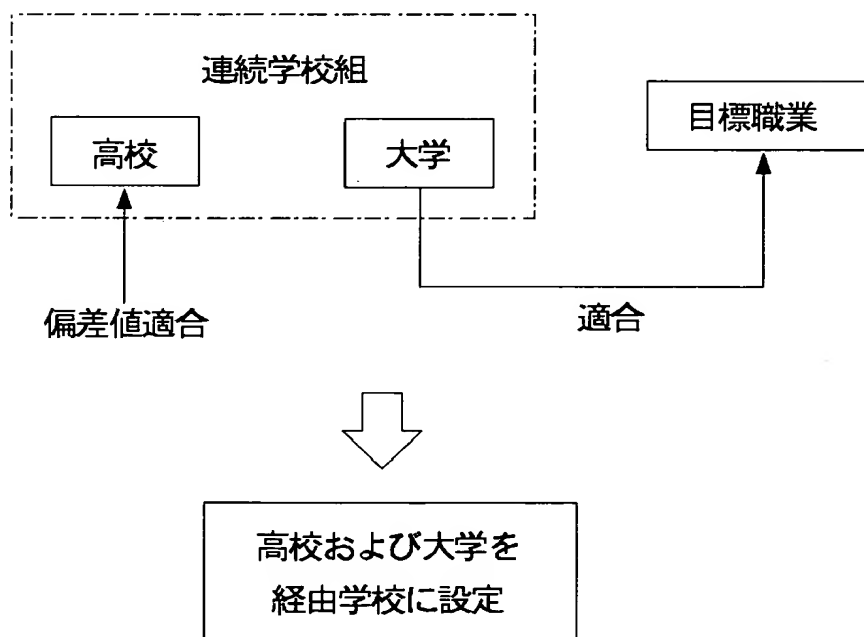 連続学校組
高校
大学
目標職業
偏差値適合
適合
高校および大学を
経由学校に設定